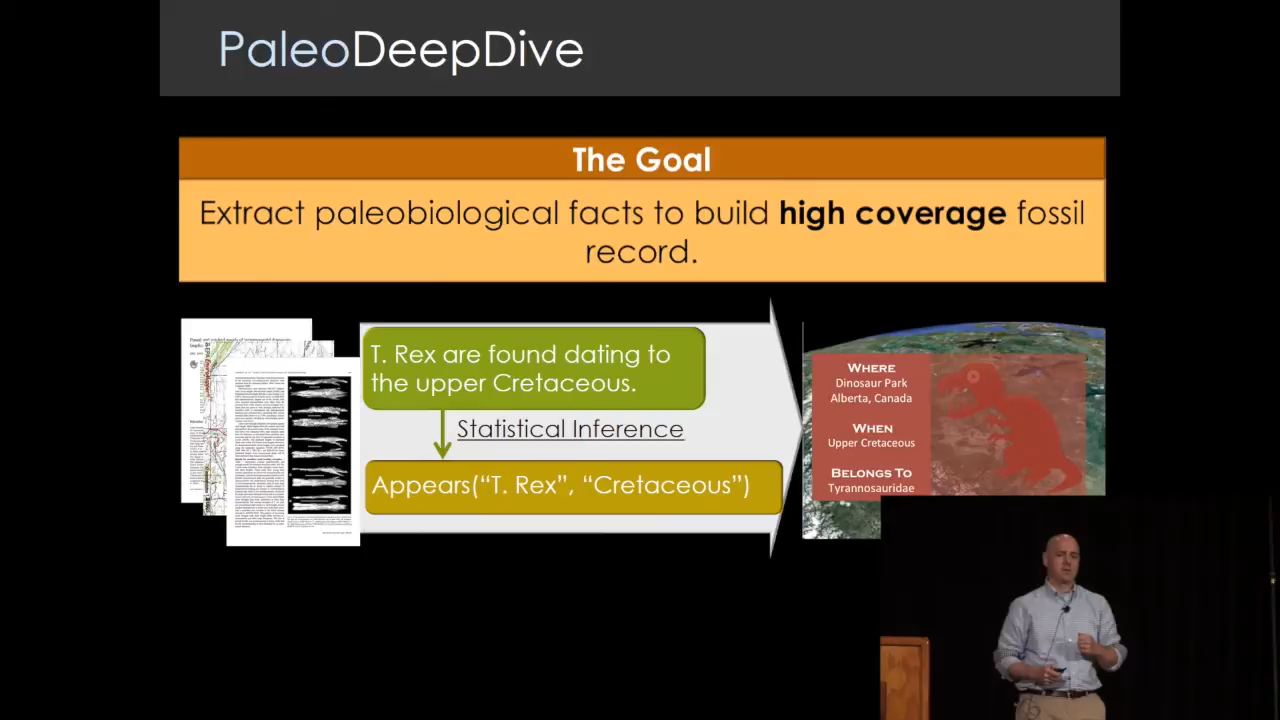 PaleoDeepDive
The Goal
Extract paleobiological facts to build high coverage fossil
record.
T. Rex are found dating to
the upper Cretaceous.
Statistical Inference
Appears(“T. Rex”, “Cretaceous”)
WHERE
Dinosaur Park
Alberta, Canada
WHEN
Upper Cretaceous
BELONGS TO
Tyrannosauridae